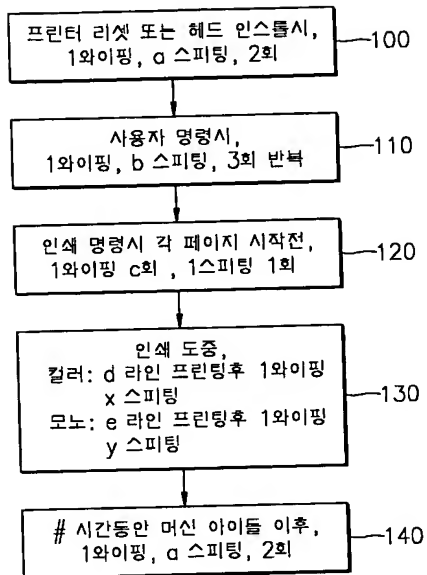 프린터 리셋 또는 헤드 인스톨시,
1와이핑, a 스피팅, 2회
100
사용자 명령시,
1와이핑, b 스피팅, 3회 반복
110
인쇄 명령시 각 페이지 시작전,
1와이핑 c회 , 1스피팅 1회
120
인쇄 도중,
컬러: d 라인 프린팅후 1와이핑
x 스피팅
모노: e 라인 프린팅후 1와이핑
y 스피팅
130
# 시간동안 머신 아이들 이후,
1와이핑, a 스피팅, 2회
140